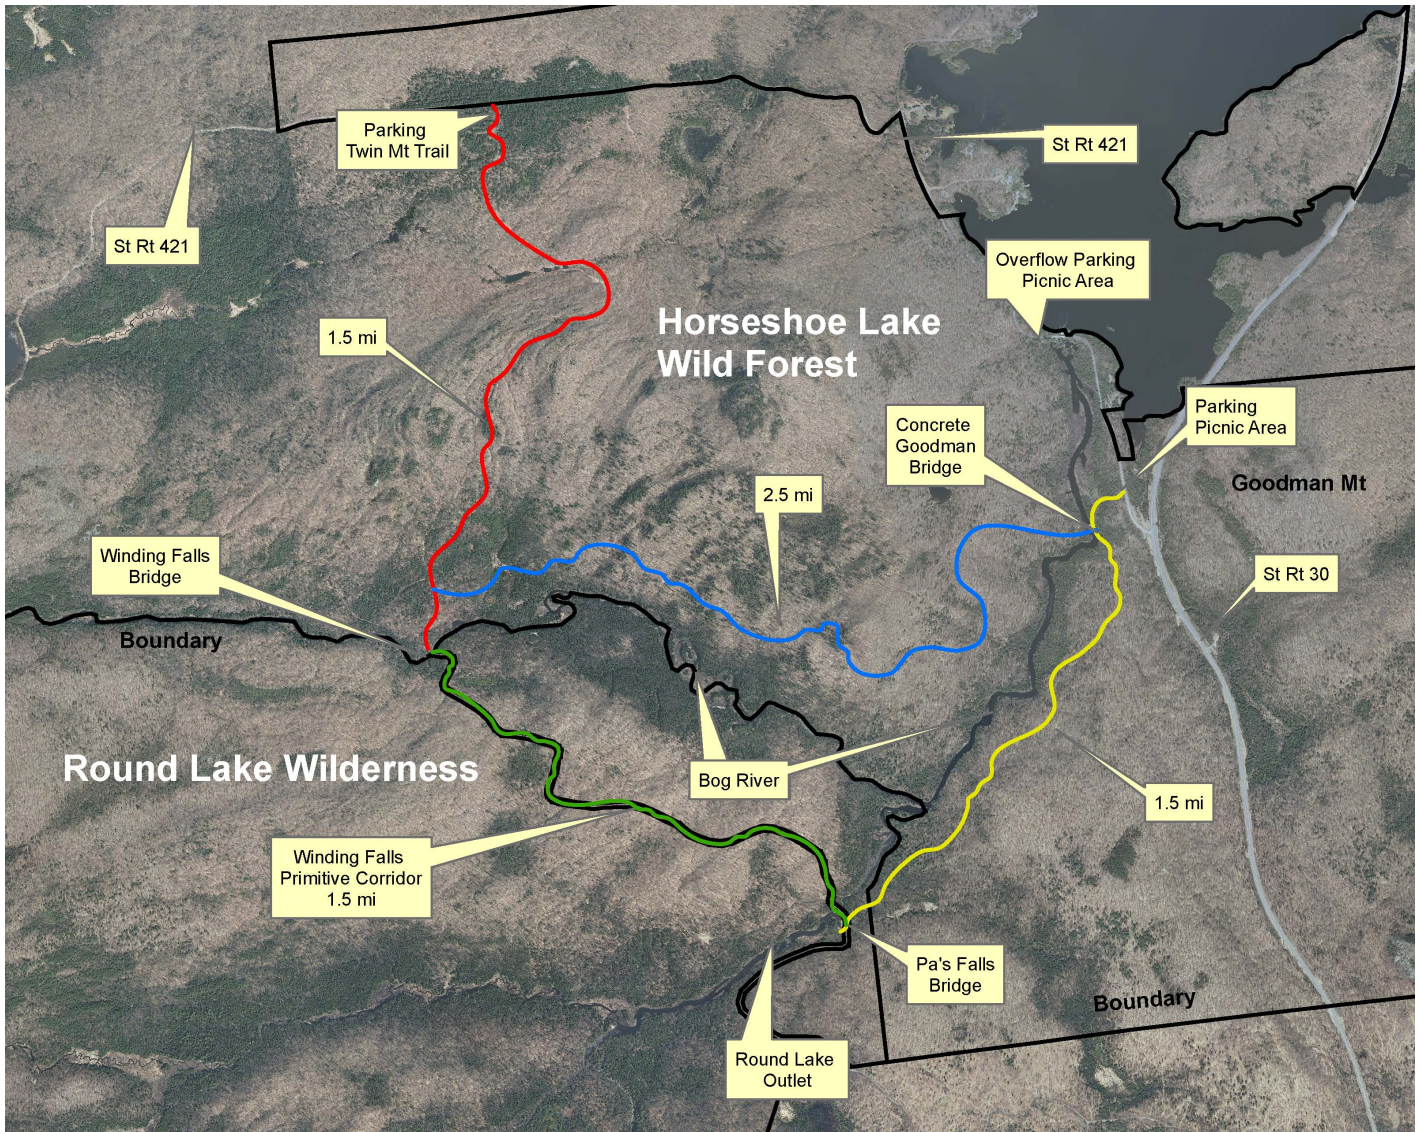 Parking
Twin Mt Trail
St Rt 421
St Rt 421
Overflow Parking
Picnic Area
1.5 mi
Horseshoe Lake
Wild Forest
Parking
Picnic Area
Concrete
Goodman
Bridge
Goodman Mt
2.5 mi
Winding Falls
Bridge
St Rt 30
Boundary
Round Lake Wilderness
Bog River
1.5 mi
Winding Falls
Primitive Corridor
1.5 mi
Pa's Falls
Bridge
Boundary
Round Lake
Outlet